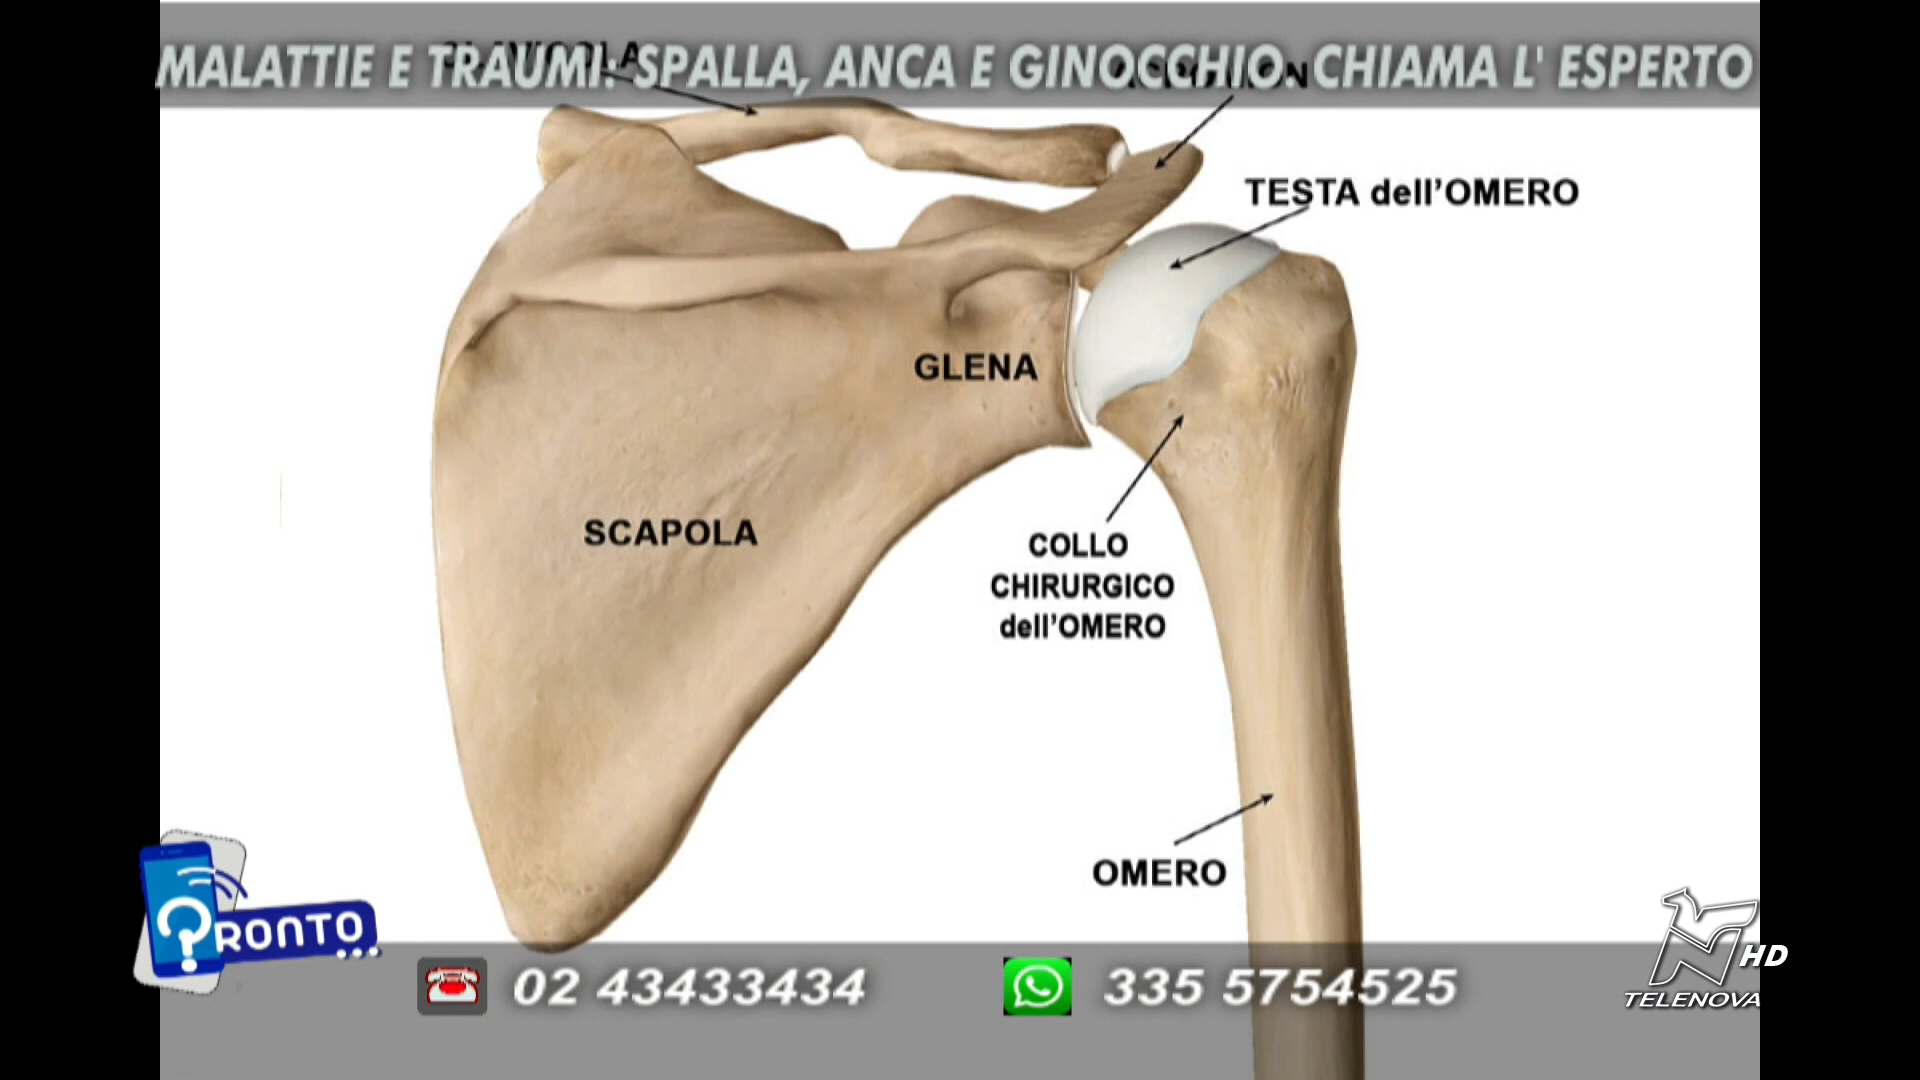 MALATTIE E TRAUMI: SPALLA, ANCA E GINOCCHIO. CHIAMA L' ESPERTO
TESTA dell'OMERO
GLENA
SCAPOLA
COLLO
CHIRURGICO
dell'OMERO
OMERO
PRONTO...
02 43433434
335 5754525
HD
TELENOVA